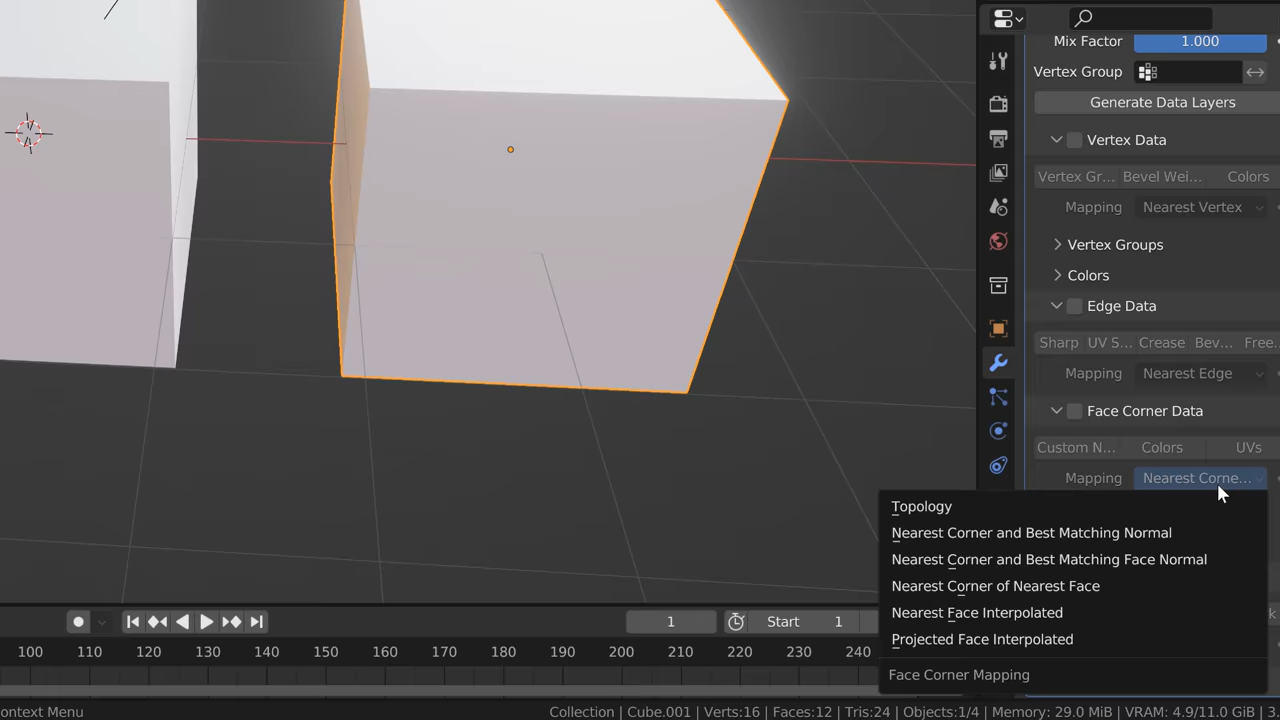 Mix Factor 1.000
Vertex Group
Generate Data Layers
Vertex Data
Vertex Gr... Bevel Wei... Colors
Mapping Nearest Vertex
Vertex Groups
Colors
Edge Data
Sharp UV S... Crease Bev... Free...
Mapping Nearest Edge
Face Corner Data
Custom N... Colors UVs
Mapping Nearest Corne...
Topology
Nearest Corner and Best Matching Normal
Nearest Corner and Best Matching Face Normal
Nearest Corner of Nearest Face
Nearest Face Interpolated
Projected Face Interpolated
Face Corner Mapping
1 Start 1
100 110 120 130 140 150 160 170 180 190 200 210 220 230 240
ontext Menu
Collection | Cube.001 | Verts:16 | Faces:12 | Tris:24 | Objects:1/4 | Memory: 29.0 MiB | VRAM: 4.9/11.0 GiB | 3